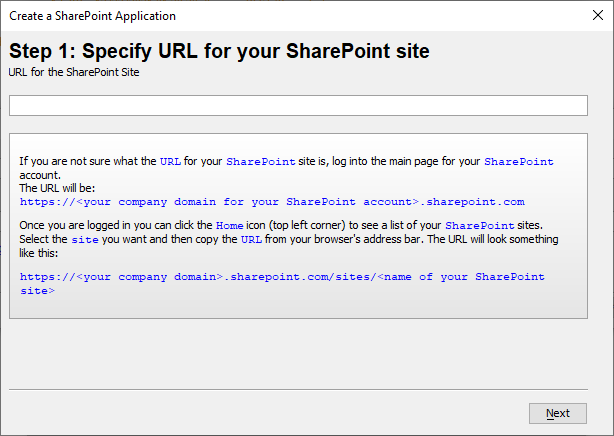 Create a SharePoint Application
Step 1: Specify URL for your SharePoint site
URL for the SharePoint Site
If you are not sure what the URL for your SharePoint site is, log into the main page for your SharePoint
account.
The URL will be:
https://<your company domain for your SharePoint account>.sharepoint.com
Once you are logged in you can click the Home icon (top left corner) to see a list of your SharePoint sites.
Select the site you want and then copy the URL from your browser's address bar. The URL will look something
like this:
https://<your company domain>.sharepoint.com/sites/<name of your SharePoint
site>
Next